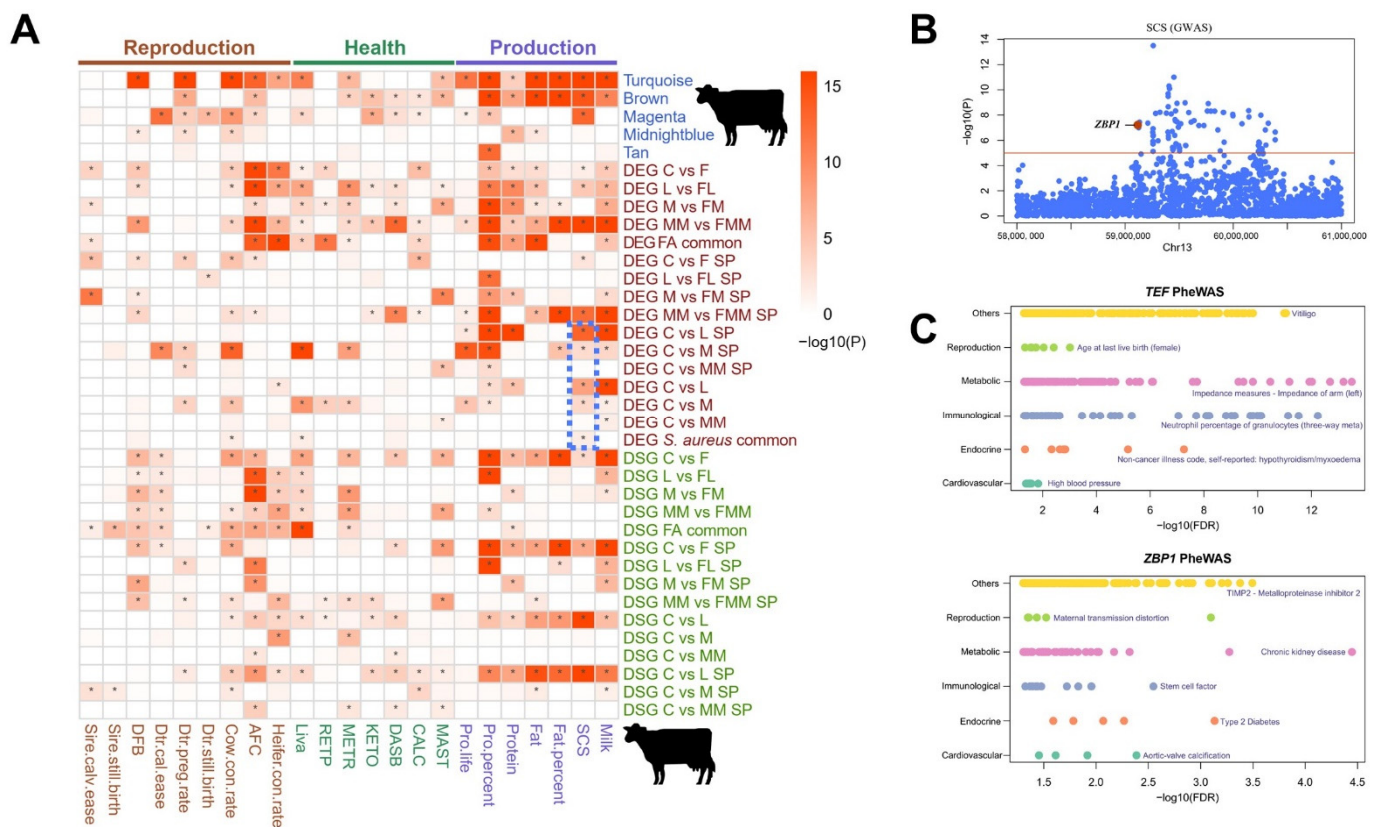 A
Reproduction
Health
Production
Turquoise
Brown
Magenta
Midnightblue
Tan
DEG C vs F
DEG L vs FL
DEG M vs FM
DEG MM vs FMM
DEG FA common
DEG C vs F SP
DEG L vs FL SP
DEG M vs FM SP
DEG MM vs FMM SP
DEG C vs L SP
DEG C vs M SP
DEG C vs MM SP
DEG C vs L
DEG C vs M
DEG C vs MM
DEG S. aureus common
DSG C vs F
DSG L vs FL
DSG M vs FM
DSG MM vs FMM
DSG FA common
DSG C vs F SP
DSG L vs FL SP
DSG M vs FM SP
DSG MM vs FMM SP
DSG C vs L
DSG C vs M
DSG C vs MM
DSG C vs L SP
DSG C vs M SP
DSG C vs MM SP
Sire.calv.ease
Sire.still.birth
DFB
Dtr.cal.ease
Dtr.preg.rate
Dtr.still.birth
Cow.con.rate
AFC
Heifer.con.rate
Liva
RETP
METR
KETO
DASB
CALC
MAST
Pro.life
Pro.percent
Protein
Fat
Fat.percent
SCS
Milk
15
10
5
0
−log10(P)
B
SCS (GWAS)
−log10(P)
14
12
10
8
6
4
2
0
ZBP1
58,000, 000
59,000,000
60,000,000
61,000,000
Chr13
C
TEF PheWAS
Others
Vitiligo
Reproduction
Age at last live birth (female)
Metabolic
Impedance measures - Impedance of arm (left)
Immunological
Neutrophil percentage of granulocytes (three-way meta)
Endocrine
Non-cancer illness code, self-reported: hypothyroidism/myxoedema
Cardiovascular
High blood pressure
2 4 6 8 10 12
−log10(FDR)
ZBP1 PheWAS
Others
TIMP2 - Metalloproteinase inhibitor 2
Reproduction
Maternal transmission distortion
Metabolic
Chronic kidney disease
Immunological
Stem cell factor
Endocrine
Type 2 Diabetes
Cardiovascular
Aortic-valve calcification
1.5 2.0 2.5 3.0 3.5 4.0 4.5
−log10(FDR)